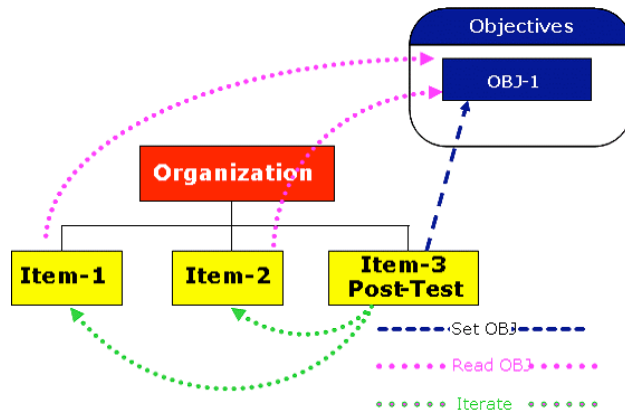 Objectives
OBJ-1
Organization
Item-1
Item-2
Item-3
Post-Test
Set OBJ
Read OBJ
Iterate